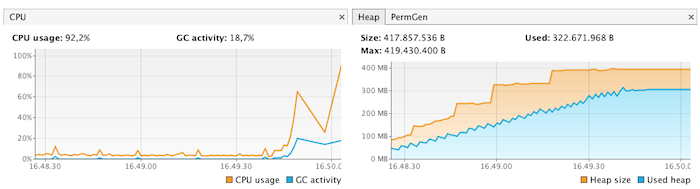 CPU
CPU usage: 92,2% GC activity: 18,7%
100%
80%
60%
40%
20%
0%
16.48.30 16.49.00 16.49.30 16.50.0
CPU usage GC activity
Heap PermGen
Size: 417.857.536 B Used: 322.671.968 B
Max: 419.430.400 B
400 MB
300 MB
200 MB
100 MB
0 MB
16.48.30 16.49.00 16.49.30 16.50.0
Heap size Used heap